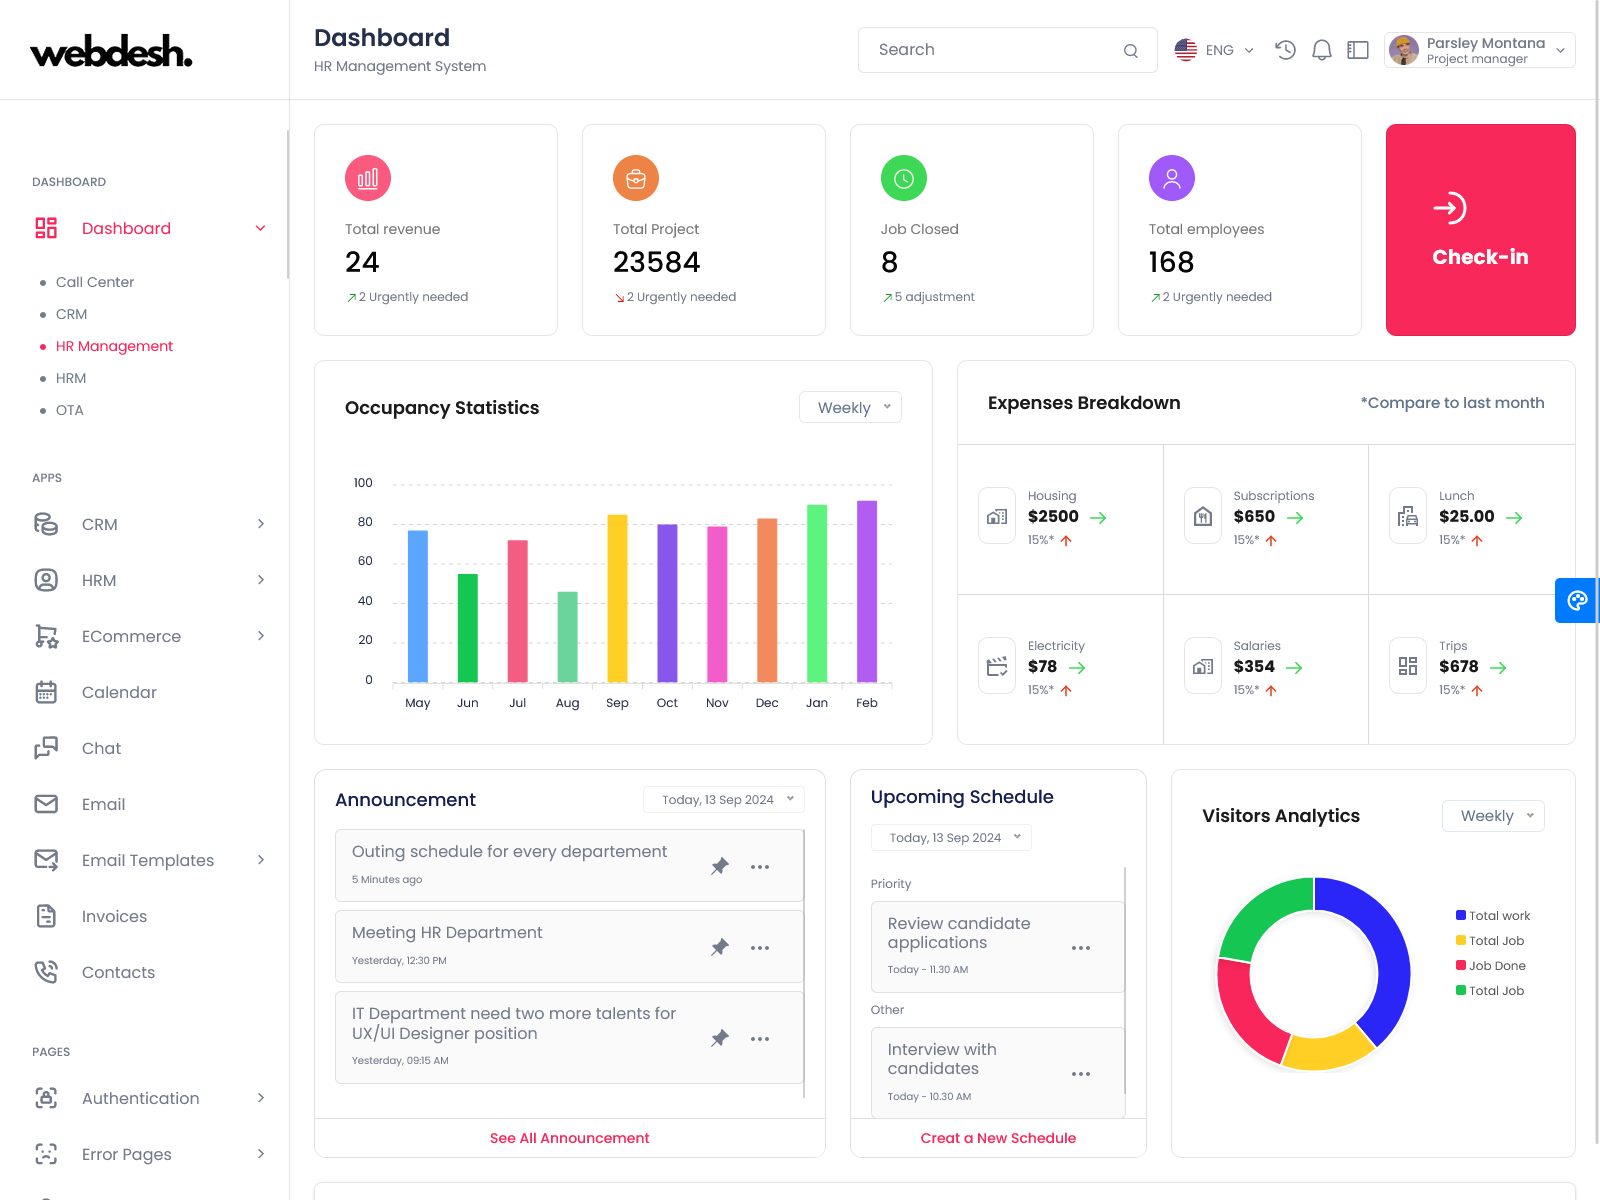 webdesh.
Dashboard
HR Management System
Search
ENG
Parsley Montana
Project manager
DASHBOARD
Dashboard
Call Center
CRM
HR Management
HRM
OTA
APPS
CRM
HRM
ECommerce
Calendar
Chat
Email
Email Templates
Invoices
Contacts
PAGES
Authentication
Error Pages
Total revenue
24
2 Urgently needed
Total Project
23584
2 Urgently needed
Job Closed
8
5 adjustment
Total employees
168
2 Urgently needed
Check-in
Occupancy Statistics
Weekly
100
80
60
40
20
0
May Jun Jul Aug Sep Oct Nov Dec Jan Feb
Expenses Breakdown
*Compare to last month
Housing
$2500
15%*
Subscriptions
$650
15%*
Lunch
$25.00
15%*
Electricity
$78
15%*
Salaries
$354
15%*
Trips
$678
15%*
Announcement
Today, 13 Sep 2024
Outing schedule for every departement
5 Minutes ago
Meeting HR Department
Yesterday, 12:30 PM
IT Department need two more talents for
UX/UI Designer position
Yesterday, 09:15 AM
See All Announcement
Upcoming Schedule
Today, 13 Sep 2024
Priority
Review candidate
applications
Today - 11.30 AM
Other
Interview with
candidates
Today - 10.30 AM
Creat a New Schedule
Visitors Analytics
Weekly
Total work
Total Job
Job Done
Total Job